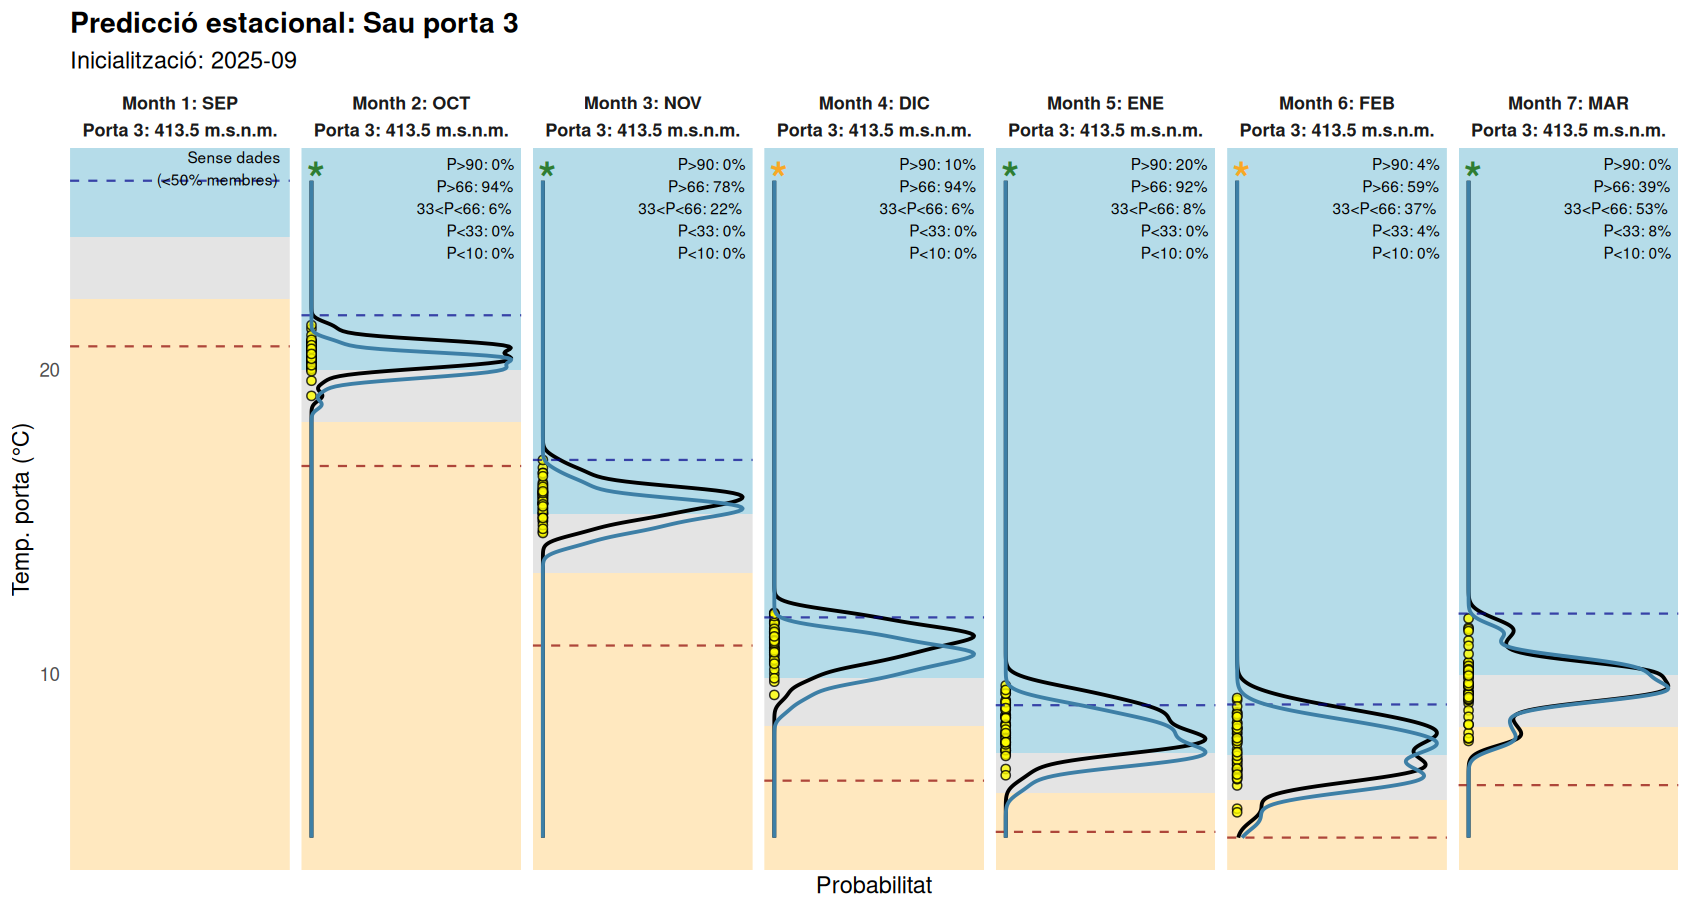 Predicció estacional: Sau porta 3
Inicialització: 2025-09
Month 1: SEP
Porta 3: 413.5 m.s.n.m.
Month 2: OCT
Porta 3: 413.5 m.s.n.m.
Month 3: NOV
Porta 3: 413.5 m.s.n.m.
Month 4: DIC
Porta 3: 413.5 m.s.n.m.
Month 5: ENE
Porta 3: 413.5 m.s.n.m.
Month 6: FEB
Porta 3: 413.5 m.s.n.m.
Month 7: MAR
Porta 3: 413.5 m.s.n.m.
Sense dades
(<50% membres)
*
P>90: 0%
P>66: 94%
33<P<66: 6%
P<33: 0%
P<10: 0%
*
P>90: 0%
P>66: 78%
33<P<66: 22%
P<33: 0%
P<10: 0%
*
P>90: 10%
P>66: 94%
33<P<66: 6%
P<33: 0%
P<10: 0%
*
P>90: 20%
P>66: 92%
33<P<66: 8%
P<33: 0%
P<10: 0%
*
P>90: 4%
P>66: 59%
33<P<66: 37%
P<33: 4%
P<10: 0%
*
P>90: 0%
P>66: 39%
33<P<66: 53%
P<33: 8%
P<10: 0%
20
10
Temp. porta (°C)
Probabilitat